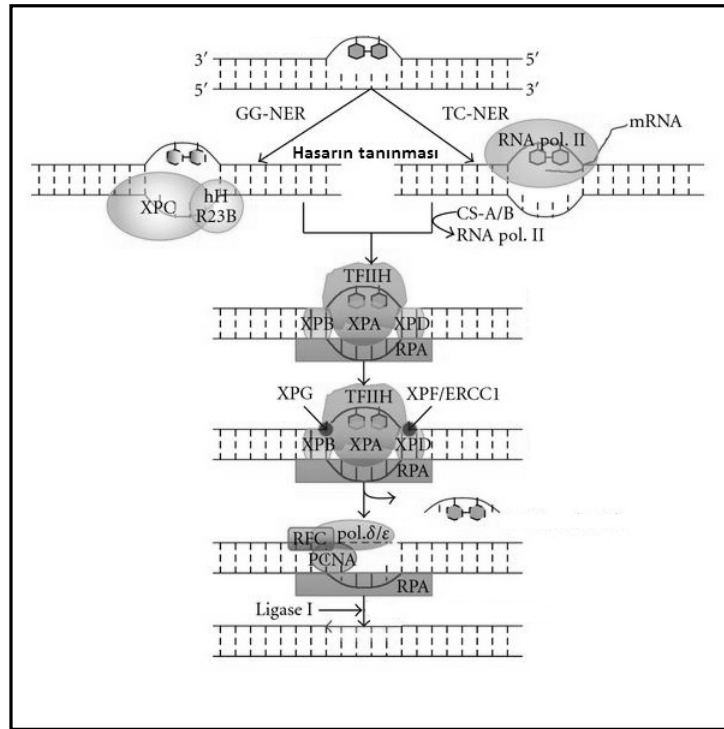 3′ 5′
5′ 3′
GG-NER TC-NER
mRNA
RNA pol. II
Hasarın tanınması
XPC
hH
R23B
CS-A/B
RNA pol. II
TFIIH
XPB XPA XPD
RPA
XPG XPF/ERCC1
TFIIH
XPB XPA XPD
RPA
RFC pol.δ/ε
PCNA
RPA
Ligase I